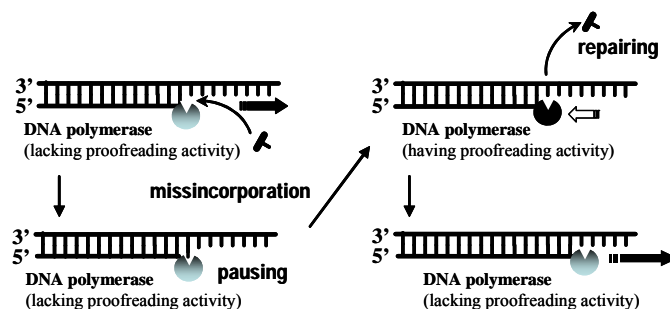 3’
5’
DNA polymerase
(lacking proofreading activity)
missincorporation
3’
5’
pausing
DNA polymerase
(lacking proofreading activity)
repairing
3’
5’
DNA polymerase
(having proofreading activity)
3’
5’
DNA polymerase
(lacking proofreading activity)